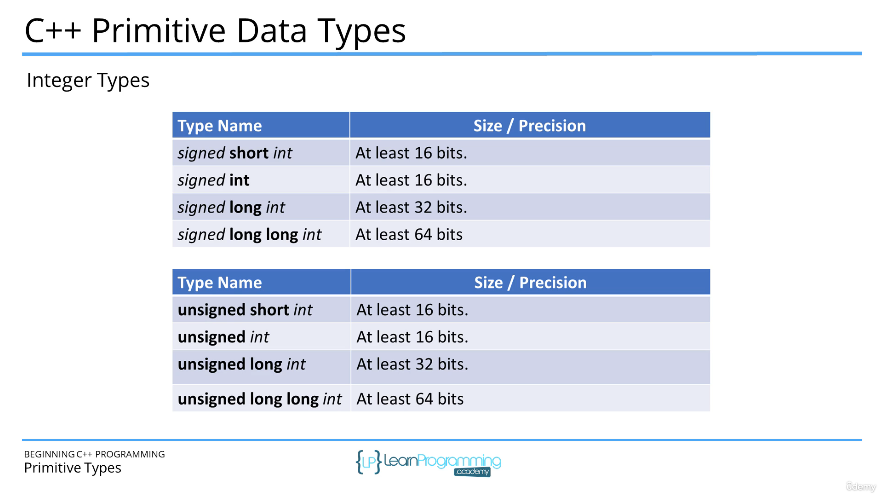 C++ Primitive Data Types
Integer Types
Type Name Size / Precision
signed short int At least 16 bits.
signed int At least 16 bits.
signed long int At least 32 bits.
signed long long int At least 64 bits
Type Name Size / Precision
unsigned short int At least 16 bits.
unsigned int At least 16 bits.
unsigned long int At least 32 bits.
unsigned long long int At least 64 bits
BEGINNING C++ PROGRAMMING
Primitive Types
{LP} LearnProgramming
academy
Udemy